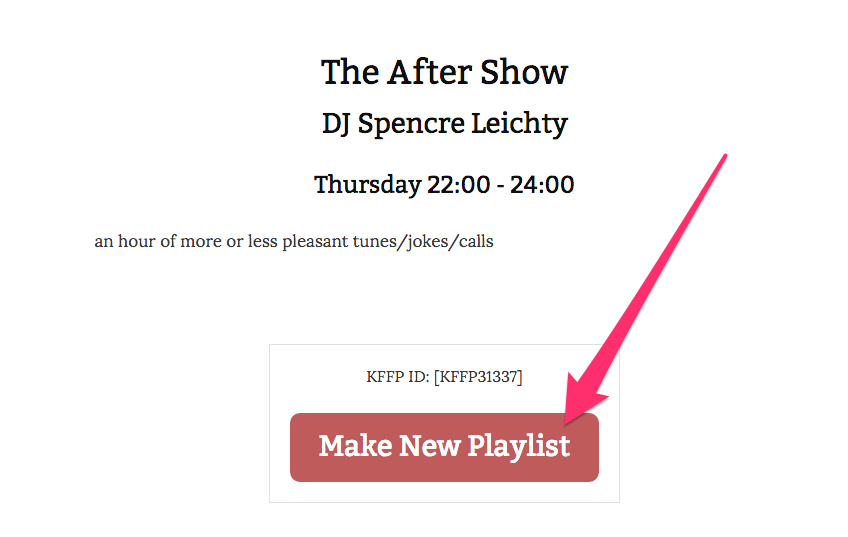 The After Show
DJ Spencre Leichty
Thursday 22:00 - 24:00
an hour of more or less pleasant tunes/jokes/calls
KFFP ID: [KFFP31337]
Make New Playlist